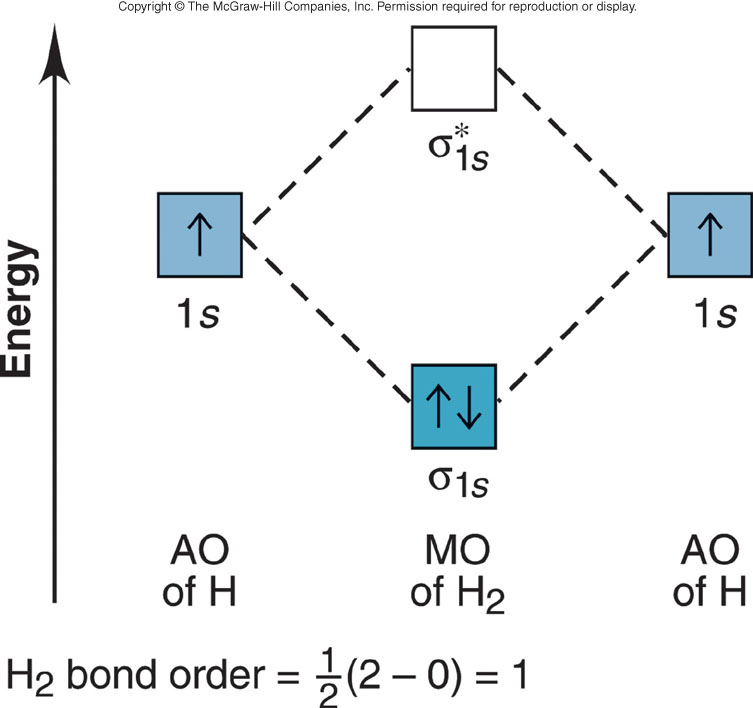 Copyright © The McGraw-Hill Companies, Inc. Permission required for reproduction or display.
σ*1s
↑
↑
1s
1s
Energy
↑↓
σ1s
AO of H
MO of H2
AO of H
H2 bond order = 1/2(2 – 0) = 1